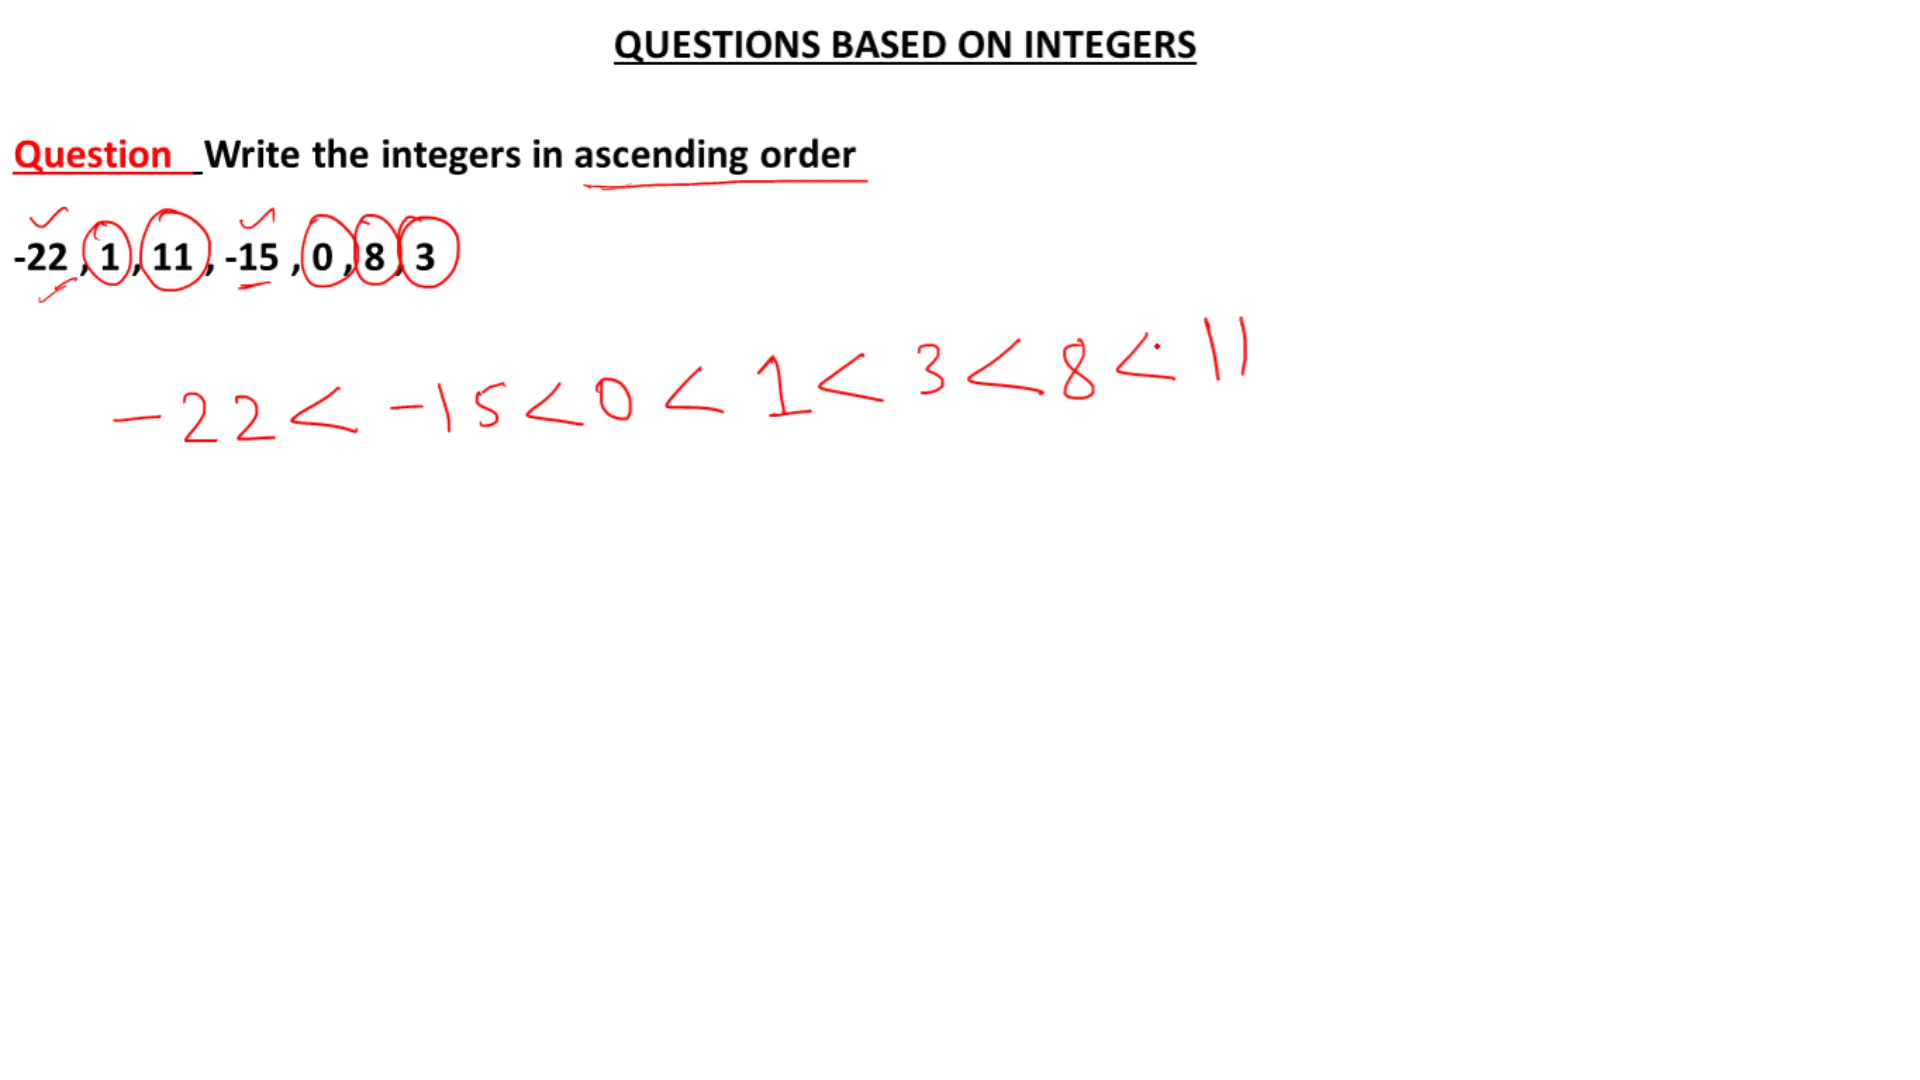 QUESTIONS BASED ON INTEGERS
Question Write the integers in ascending order
-22 , 1 , 11 , -15 , 0 , 8 , 3
-22 < -15 < 0 < 1 < 3 < 8 < 11